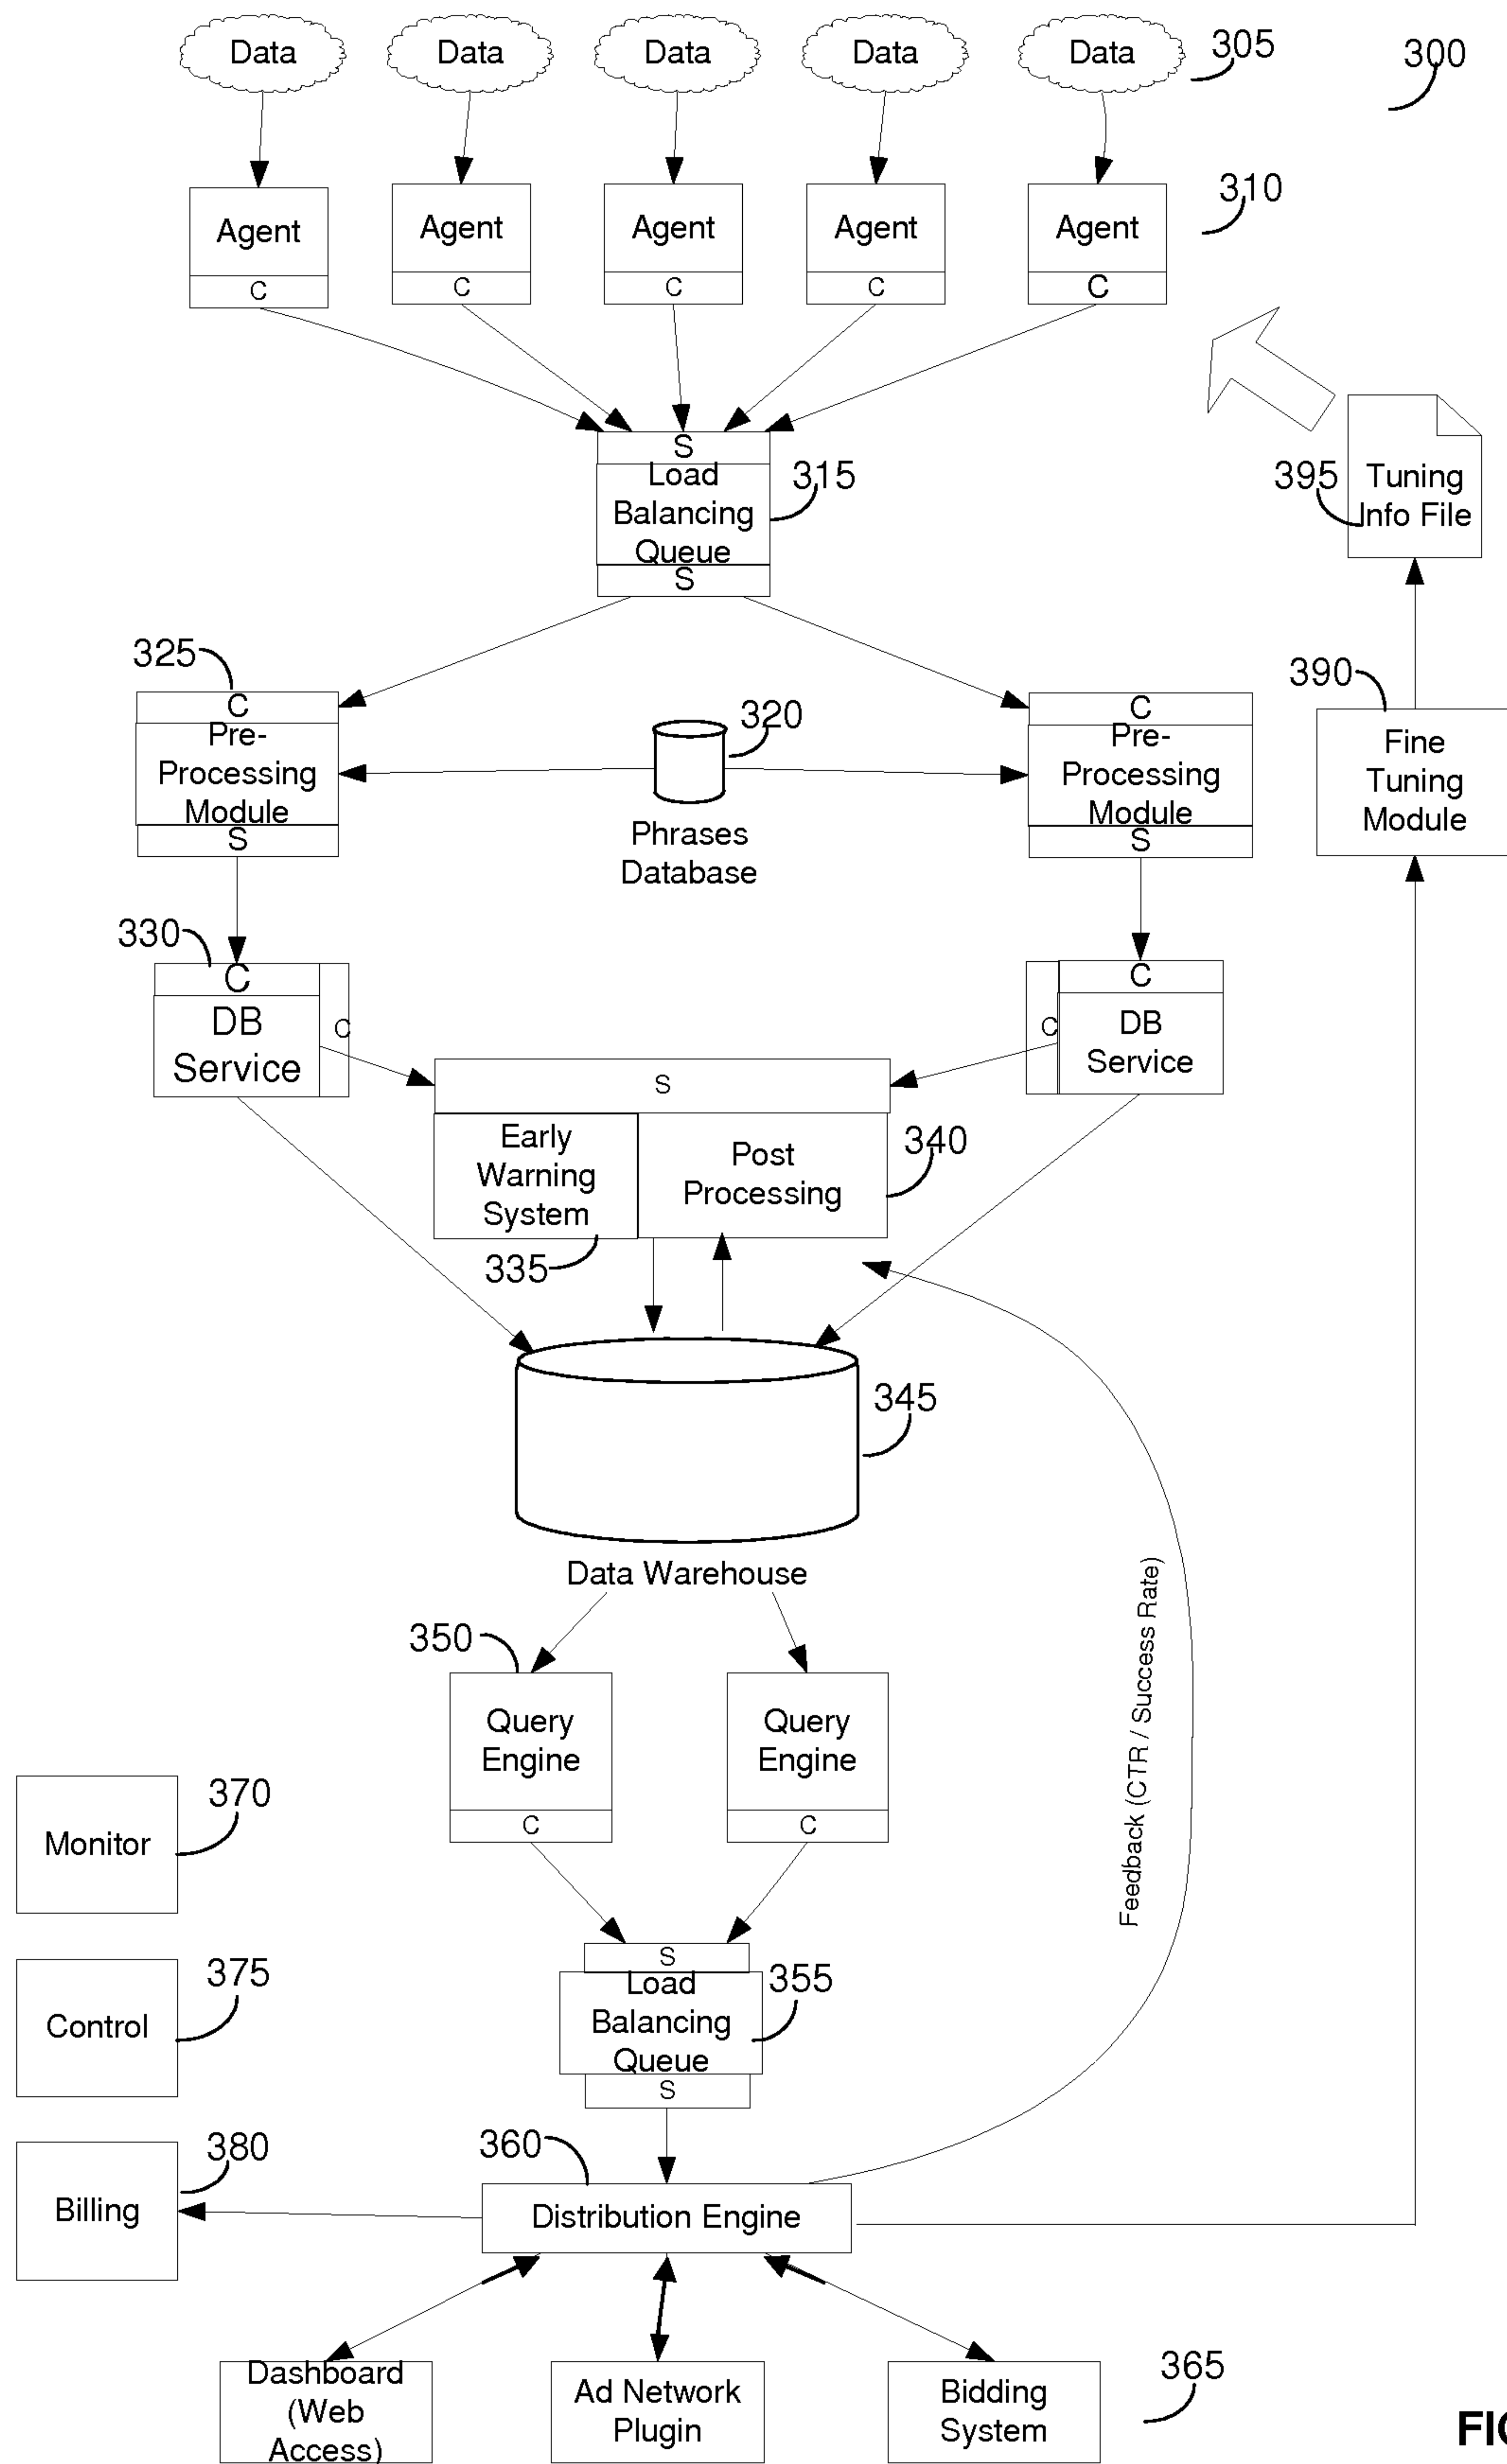 Data
Data
Data
Data
Data
305
300
Agent
Agent
Agent
Agent
Agent
310
C
C
C
C
C
S
Load
Balancing
Queue
S
315
395
Tuning
Info File
325
C
Pre-
Processing
Module
S
320
Phrases
Database
C
Pre-
Processing
Module
S
390
Fine
Tuning
Module
330
C
DB
Service
C
C
C
DB
Service
S
Early
Warning
System
335
Post
Processing
340
345
Data Warehouse
350
Query
Engine
C
Query
Engine
C
Feedback (CTR / Success Rate)
370
Monitor
S
Load
Balancing
Queue
S
355
375
Control
380
Billing
360
Distribution Engine
Dashboard
(Web
Access)
Ad Network
Plugin
Bidding
System
365